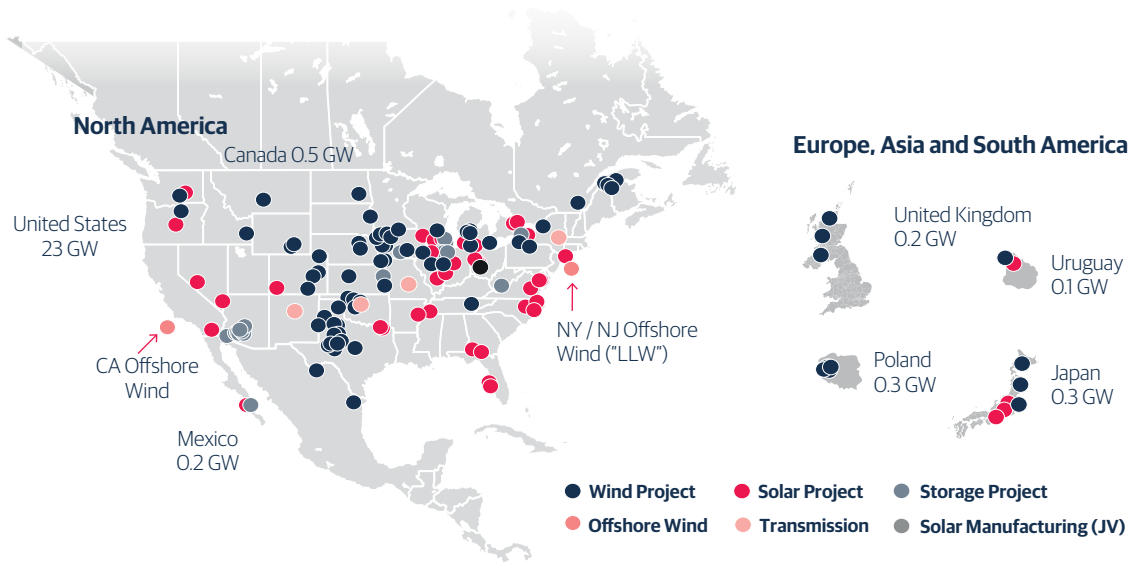 North America
Canada 0.5 GW
United States
23 GW
CA Offshore
Wind
Mexico
0.2 GW
NY / NJ Offshore
Wind ("LLW")
Europe, Asia and South America
United Kingdom
0.2 GW
Uruguay
0.1 GW
Poland
0.3 GW
Japan
0.3 GW
Wind Project
Solar Project
Storage Project
Offshore Wind
Transmission
Solar Manufacturing (JV)